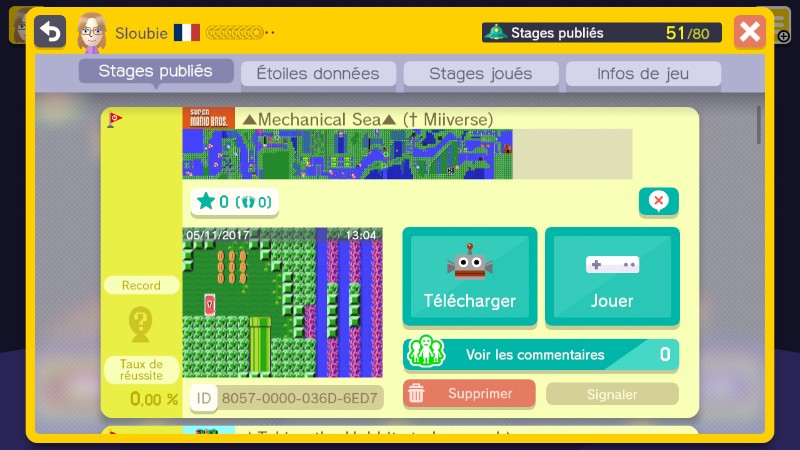 Sloubie
Stages publiés 51/80
Stages publiés
Étoiles données
Stages joués
Infos de jeu
SUPER MARIO BROS.
▲Mechanical Sea▲ († Miiverse)
0 (0)
05/11/2017 13:04
Télécharger
Jouer
Record
Voir les commentaires 0
Taux de
réussite
0,00 %
ID 8057-0000-036D-6ED7
Supprimer
Signaler